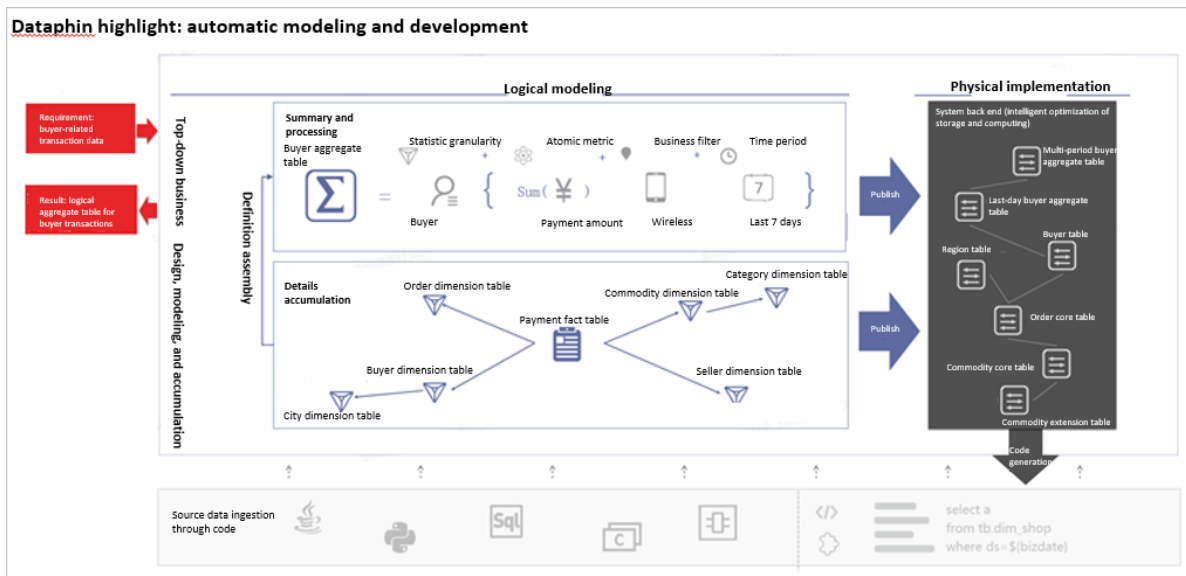 Dataphin highlight: automatic modeling and development
Logical modeling
Physical implementation
Requirement:
buyer-related
transaction data
Result: logical
aggregate table for
buyer transactions
Top-down business
Design, modeling, and accumulation
Definition assembly
Summary and
processing
Buyer aggregate
table
Statistic granularity
+
Atomic metric
+
Business filter
+
Time period
Σ
=
{
Sum( ¥ )
7
}
Buyer
Payment amount
Wireless
Last 7 days
Details
accumulation
Order dimension table
Payment fact table
Commodity dimension table
Category dimension table
Buyer dimension table
City dimension table
Seller dimension table
Publish
Publish
System back end (intelligent optimization of
storage and computing)
Multi-period buyer
aggregate table
Last-day buyer aggregate
table
Buyer table
Region table
Order core table
Commodity core table
Commodity extension table
Code
generation
Source data ingestion
through code
Sql
C
</>
select a
from tb.dim_shop
where ds=$(bizdate)